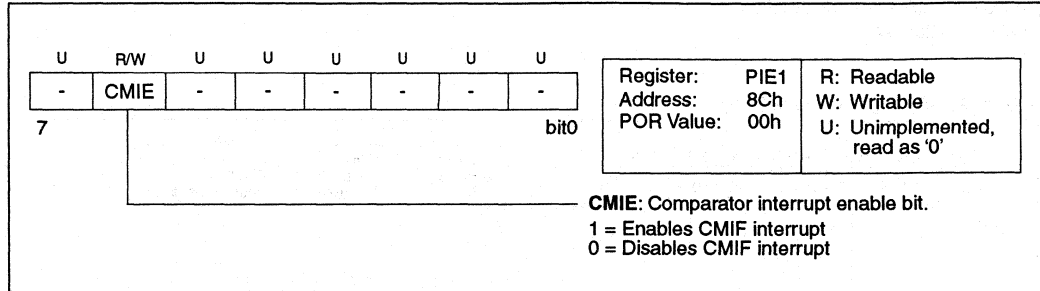 U R/W U U U U U U
- CMIE - - - - - -
7 bit0
Register: PIE1
Address: 8Ch
POR Value: 00h
R: Readable
W: Writable
U: Unimplemented,
read as '0'
CMIE: Comparator interrupt enable bit.
1 = Enables CMIF interrupt
0 = Disables CMIF interrupt